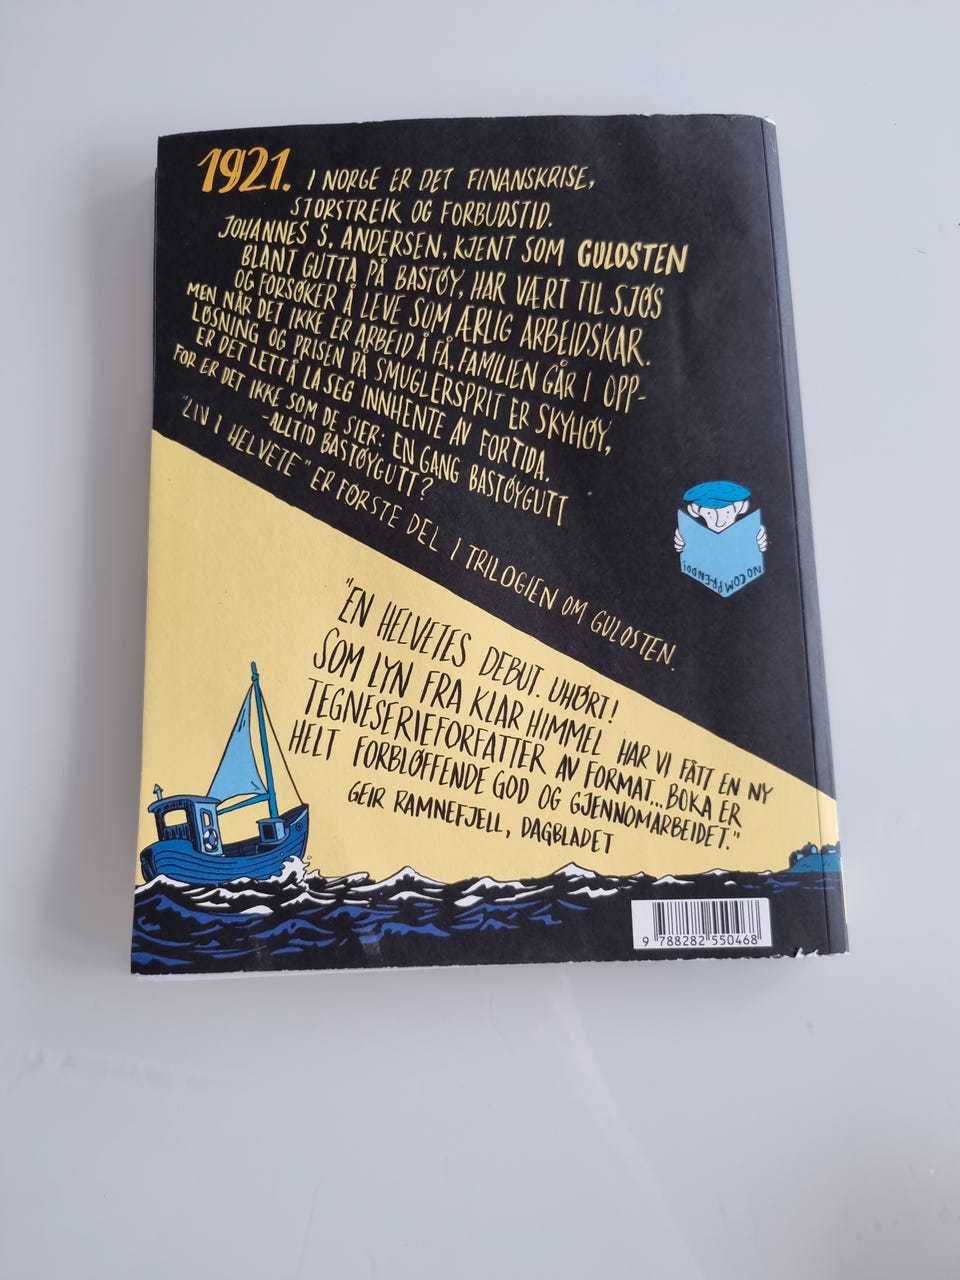 1921. I NORGE ER DET FINANSKRISE,
STORSTREIK OG FORBUDSTID.
JOHANNES S. ANDERSEN, KJENT SOM GULOSTEN
BLANT GUTTA PÅ BASTØY, HAR VÆRT TIL SJØS
OG FORSØKER Å LEVE SOM ÆRLIG ARBEIDSKAR.
MEN NÅR DET IKKE ER ARBEID Å FÅ, FAMILIEN GÅR I OPP-
LØSNING OG PRISEN PÅ SMUGLERSPRIT ER SKYHØY,
ER DET LETT Å LA SEG INNHENTE AV FORTIDA.
FOR ER DET IKKE SOM DE SIER: EN GANG BASTØYGUTT
-ALLTID BASTØYGUTT?
"LIV I HELVETE" ER FØRSTE DEL I TRILOGIEN OM GULOSTEN.
NO COMPRENDO!
"EN HELVETES DEBUT. UHØRT!
SOM LYN FRA KLAR HIMMEL HAR VI FÅTT EN NY
TEGNESERIEFORFATTER AV FORMAT... BOKA ER
HELT FORBLØFFENDE GOD OG GJENNOMARBEIDET."
GEIR RAMNEFJELL, DAGBLADET
9 788282 550468